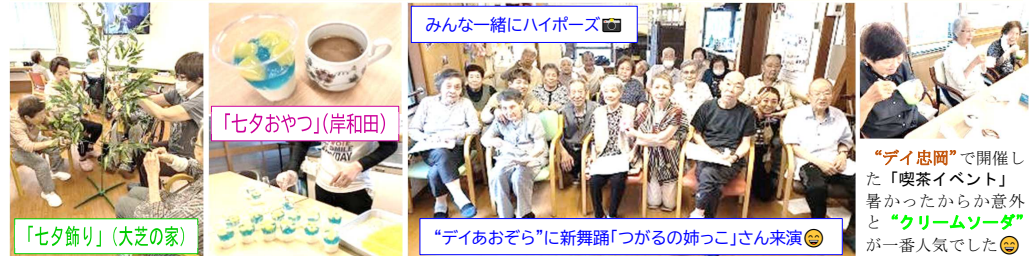 「七夕飾り」(大芝の家)
「七夕おやつ」(岸和田)
みんな一緒にハイポーズ📷
“デイあおぞら”に新舞踊「つがるの姉っこ」さん来演😄
“デイ忠岡”で開催し
た「喫茶イベント」
暑かったからか意外
と“クリームソーダ”
が一番人気でした😄